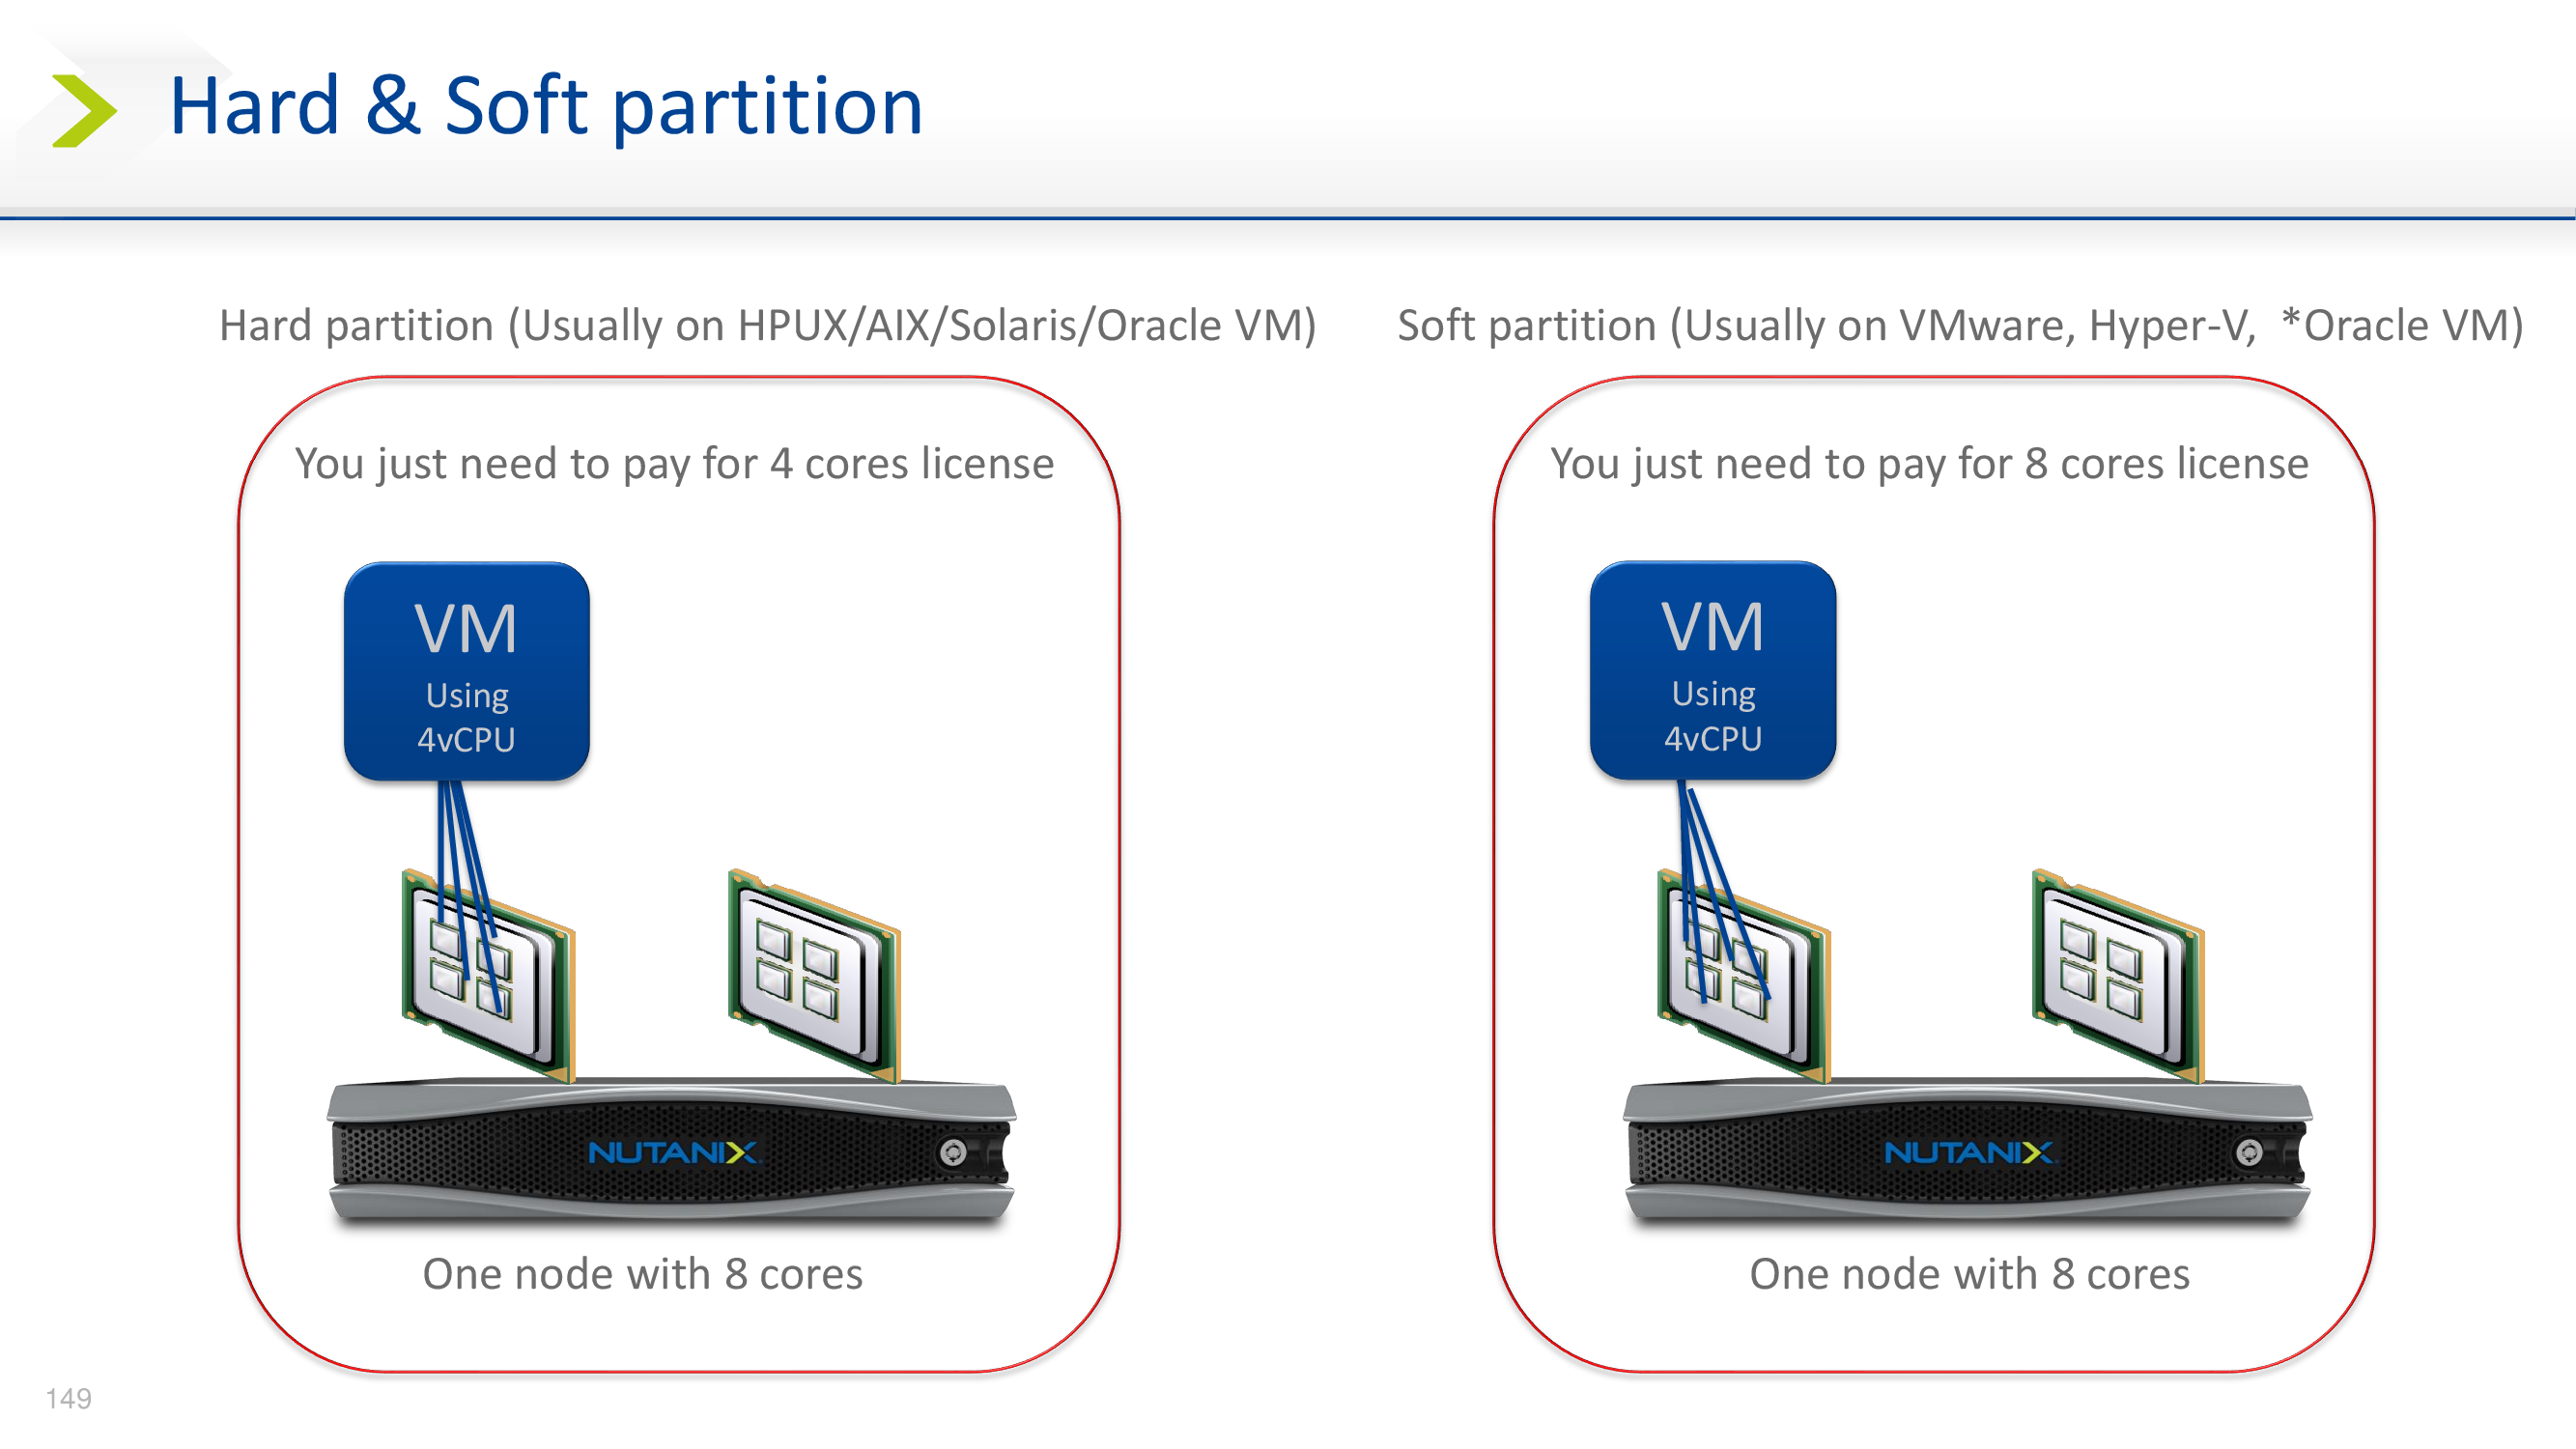 Hard & Soft partition
Hard partition (Usually on HPUX/AIX/Solaris/Oracle VM)
You just need to pay for 4 cores license
VM
Using
4vCPU
NUTANIX
One node with 8 cores
Soft partition (Usually on VMware, Hyper-V, *Oracle VM)
You just need to pay for 8 cores license
VM
Using
4vCPU
NUTANIX
One node with 8 cores
149